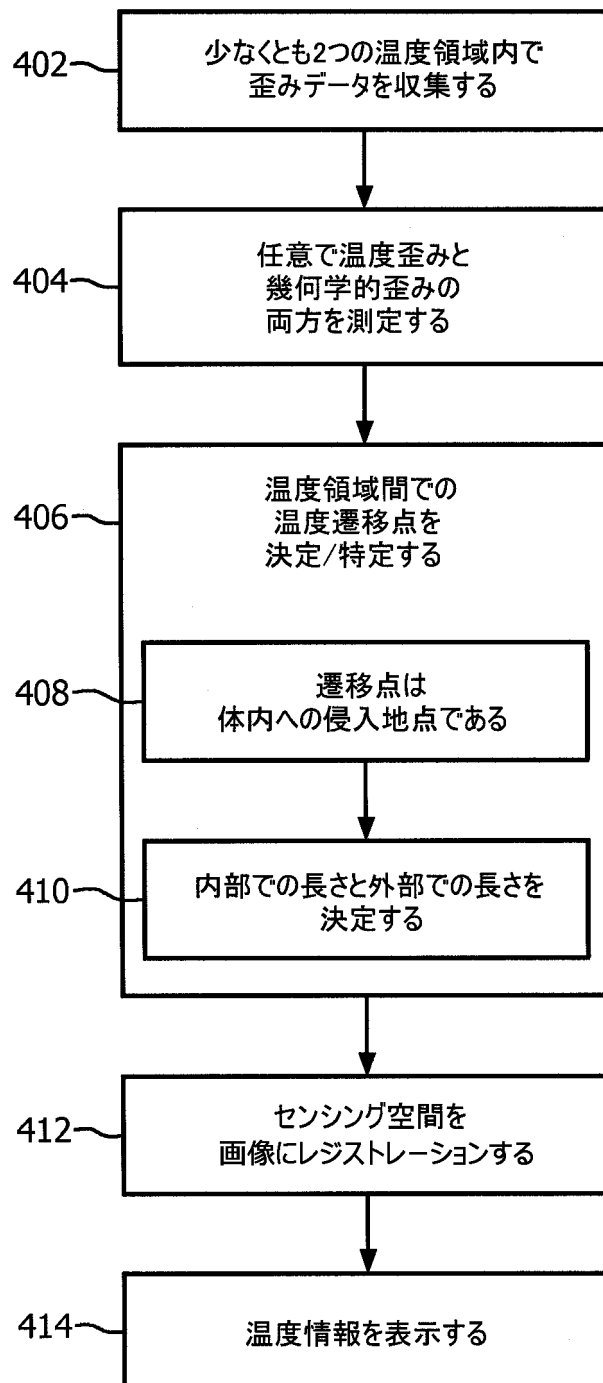 402
少なくとも2つの温度領域内で
歪みデータを収集する
404
任意で温度歪みと
幾何学的歪みの
両方を測定する
406
温度領域間での
温度遷移点を
決定/特定する
408
遷移点は
体内への侵入地点である
410
内部での長さと外部での長さを
決定する
412
センシング空間を
画像にレジストレーションする
414
温度情報を表示する